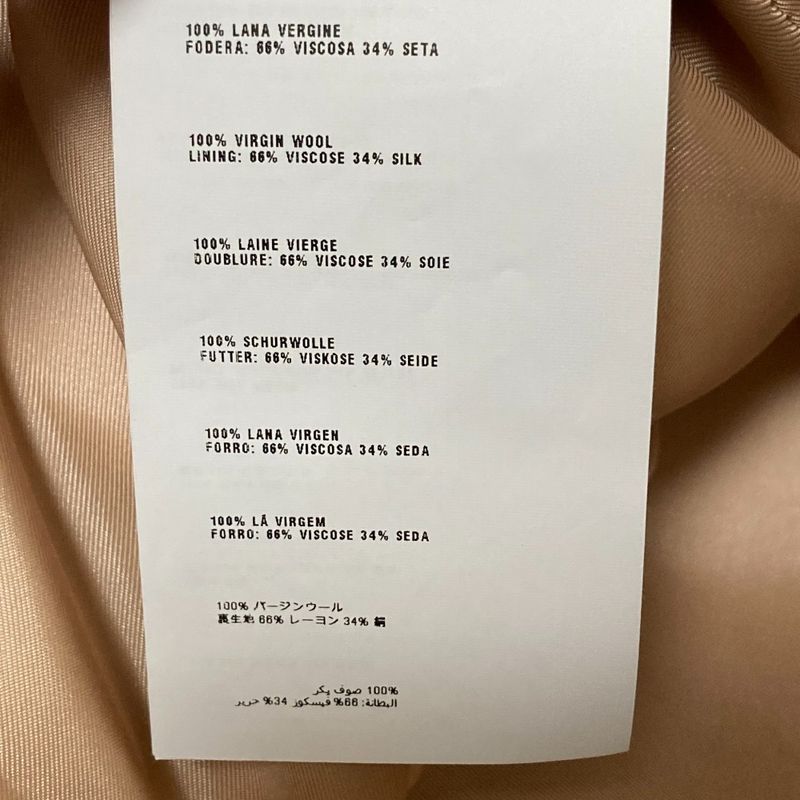 100% LANA VERGINE
FODERA: 66% VISCOSA 34% SETA
100% VIRGIN WOOL
LINING: 66% VISCOSE 34% SILK
100% LAINE VIERGE
DOUBLURE: 66% VISCOSE 34% SOIE
100% SCHURWOLLE
FUTTER: 66% VISKOSE 34% SEIDE
100% LANA VIRGEN
FORRO: 66% VISCOSA 34% SEDA
100% LÃ VIRGEM
FORRO: 66% VISCOSE 34% SEDA
100% バージンウール
裏生地 66% レーヨン 34% 絹
100% صوف بكر
البطانة: 66% فيسكوز 34% حرير